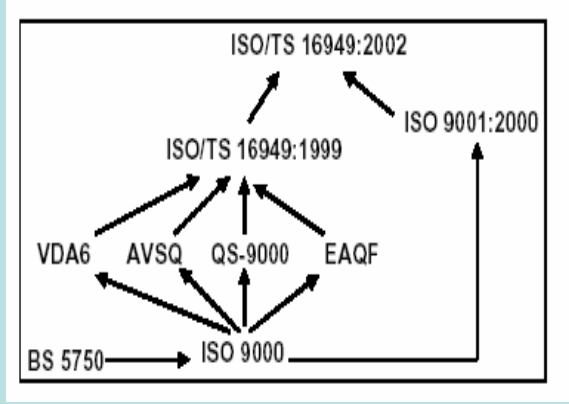 ISO/TS 16949:2002
ISO 9001:2000
ISO/TS 16949:1999
VDA6 AVSQ QS-9000 EAQF
BS 5750 ISO 9000